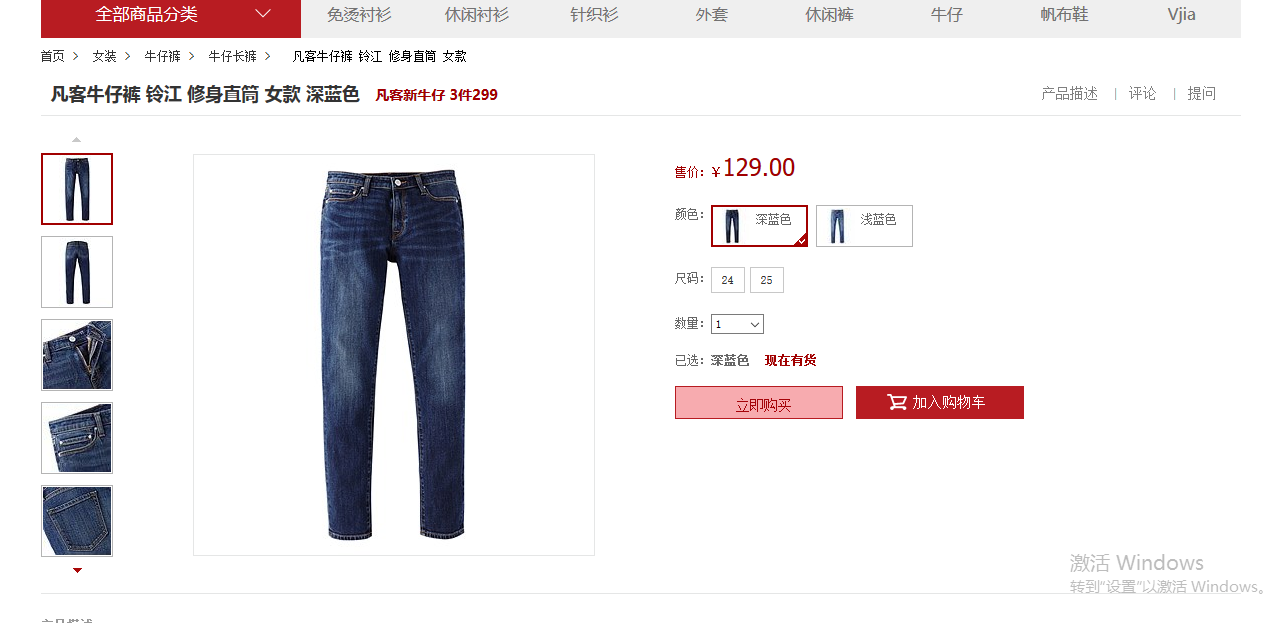 全部商品分类 免烫衬衫 休闲衬衫 针织衫 外套 休闲裤 牛仔 帆布鞋 Vjia
首页 > 女装 > 牛仔裤 > 牛仔长裤 > 凡客牛仔裤 铃江 修身直筒 女款
凡客牛仔裤 铃江 修身直筒 女款 深蓝色 凡客新牛仔 3件299 产品描述 | 评论 | 提问
售价：¥129.00
颜色： 深蓝色 浅蓝色
尺码： 24 25
数量： 1
已选：深蓝色 现在有货
立即购买 加入购物车
激活 Windows
转到"设置"以激活 Windows。